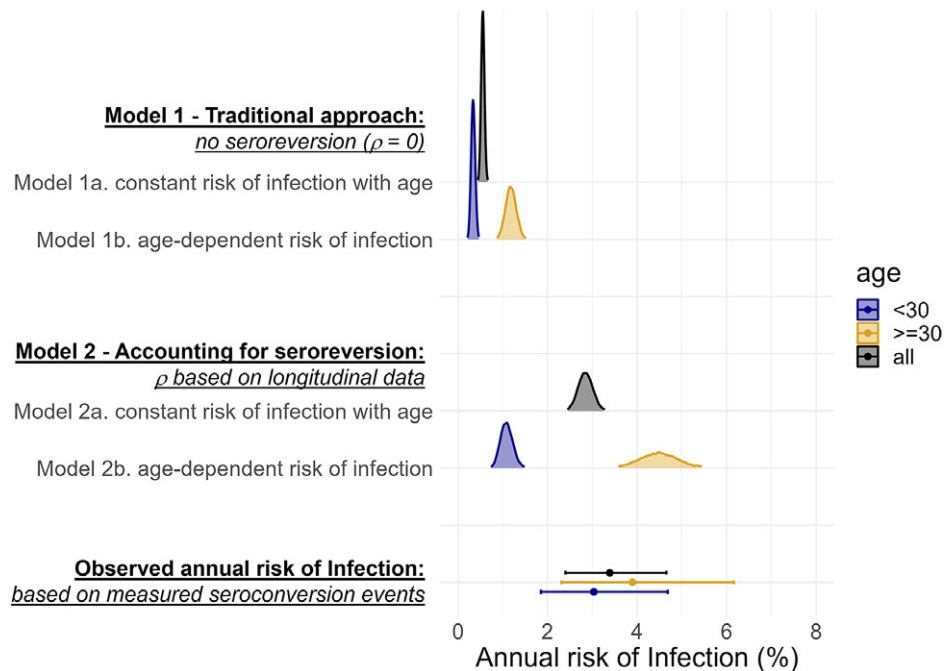 Model 1 - Traditional approach:
no seroreversion (ρ = 0)
Model 1a. constant risk of infection with age
Model 1b. age-dependent risk of infection
Model 2 - Accounting for seroreversion:
ρ based on longitudinal data
Model 2a. constant risk of infection with age
Model 2b. age-dependent risk of infection
Observed annual risk of Infection:
based on measured seroconversion events
0 2 4 6 8
Annual risk of Infection (%)
age
<30
>=30
all